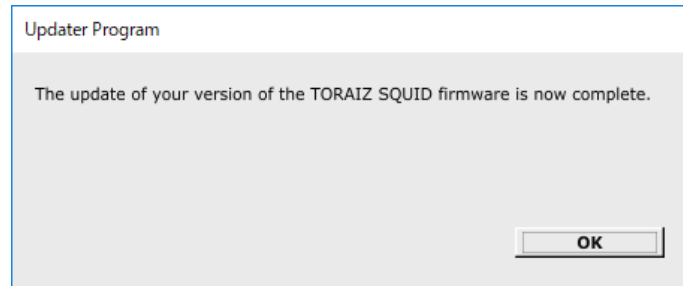 Updater Program
The update of your version of the TORAIZ SQUID firmware is now complete.
OK